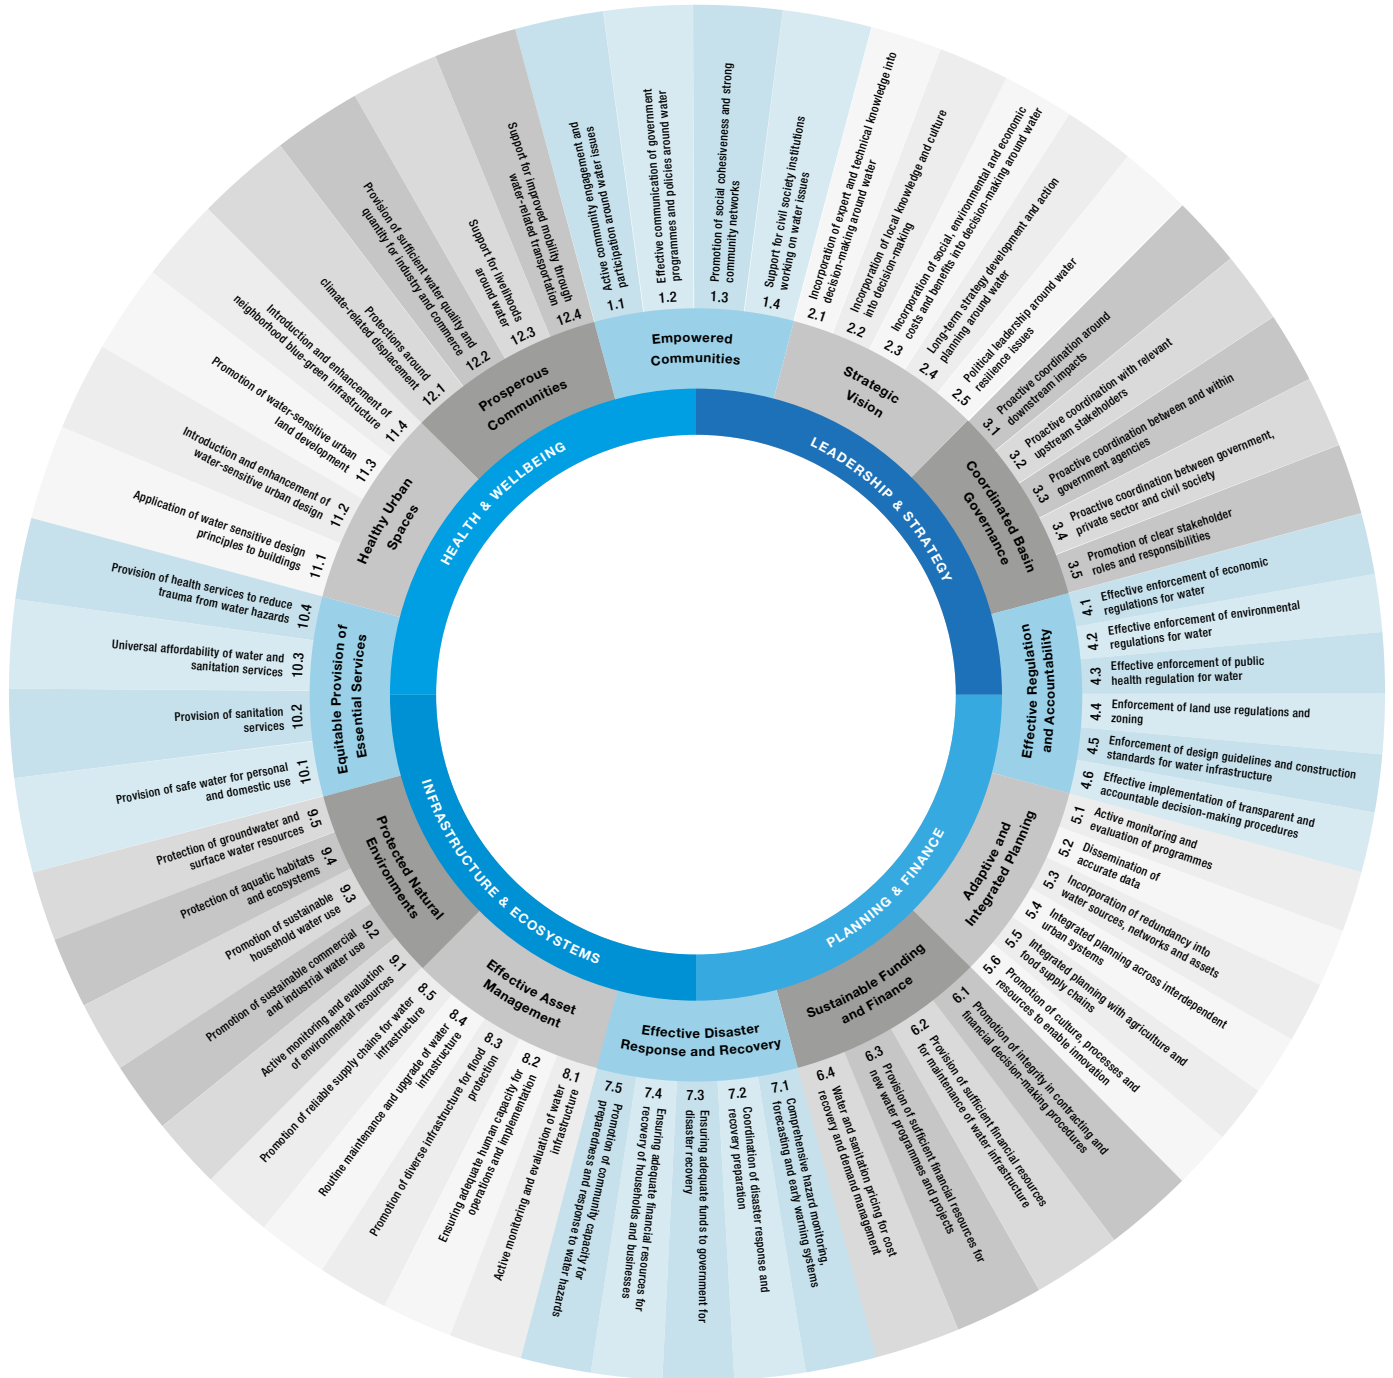 LEADERSHIP & STRATEGY
Empowered
Communities
1.1
Active community engagement and
participation around water issues
1.2
Effective communication of government
programmes and policies around water
1.3
Promotion of social cohesiveness and strong
community networks
1.4
Support for civil society institutions
working on water issues
Strategic
Vision
2.1
Incorporation of expert and technical knowledge into
decision-making around water
2.2
Incorporation of local knowledge and culture
into decision-making
2.3
Incorporation of social, environmental and economic
costs and benefits into decision-making around water
2.4
Long-term strategy development and action
planning around water
2.5
Political leadership around water
resilience issues
Coordinated Basin
Governance
3.1
Proactive coordination around
downstream impacts
3.2
Proactive coordination with relevant
upstream stakeholders
3.3
Proactive coordination between and within
government agencies
3.4
Proactive coordination between government,
private sector and civil society
3.5
Promotion of clear stakeholder
roles and responsibilities
PLANNING & FINANCE
Effective Regulation
and Accountability
4.1
Effective enforcement of economic
regulations for water
4.2
Effective enforcement of environmental
regulations for water
4.3
Effective enforcement of public
health regulation for water
4.4
Enforcement of land use regulations and
zoning
4.5
Enforcement of design guidelines and construction
standards for water infrastructure
4.6
Effective implementation of transparent and
accountable decision-making procedures
Adaptive and
Integrated Planning
5.1
Active monitoring and
evaluation of programmes
5.2
Dissemination of
accurate data
5.3
Incorporation of redundancy into
water sources, networks and assets
5.4
Integrated planning across interdependent
urban systems
5.5
Integrated planning with agriculture and
food supply chains
5.6
Promotion of culture, processes and
resources to enable innovation
Sustainable Funding
and Finance
6.1
Promotion of integrity in contracting and
financial decision-making procedures
6.2
Provision of sufficient financial resources
for maintenance of water infrastructure
6.3
Provision of sufficient financial resources for
new water programmes and projects
6.4
Water and sanitation pricing for cost
recovery and demand management
INFRASTRUCTURE & ECOSYSTEMS
Effective Disaster
Response and Recovery
7.1
Comprehensive hazard monitoring,
forecasting and early warning systems
7.2
Coordination of disaster response and
recovery preparation
7.3
Ensuring adequate funds to government for
disaster recovery
7.4
Ensuring adequate financial resources for
recovery of households and businesses
7.5
Promotion of community capacity for
preparedness and response to water hazards
Effective Asset
Management
8.1
Active monitoring and evaluation of water
infrastructure
8.2
Ensuring adequate human capacity for
operations and implementation
8.3
Promotion of diverse infrastructure for flood
protection
8.4
Routine maintenance and upgrade of water
infrastructure
8.5
Promotion of reliable supply chains for water
infrastructure
Protected Natural
Environments
9.1
Active monitoring and evaluation
of environmental resources
9.2
Promotion of sustainable commercial
and industrial water use
9.3
Promotion of sustainable
household water use
9.4
Protection of aquatic habitats
and ecosystems
9.5
Protection of groundwater and
surface water resources
HEALTH & WELLBEING
Equitable Provision of
Essential Services
10.1
Provision of safe water for personal
and domestic use
10.2
Provision of sanitation
services
10.3
Universal affordability of water and
sanitation services
10.4
Provision of health services to reduce
trauma from water hazards
Healthy Urban
Spaces
11.1
Application of water sensitive design
principles to buildings
11.2
Introduction and enhancement of
water-sensitive urban design
11.3
Promotion of water-sensitive urban
land development
11.4
Introduction and enhancement of
neighborhood blue-green infrastructure
Prosperous
Communities
12.1
Protections around
climate-related displacement
12.2
Provision of sufficient water quality and
quantity for industry and commerce
12.3
Support for livelihoods
around water
12.4
Support for improved mobility through
water-related transportation